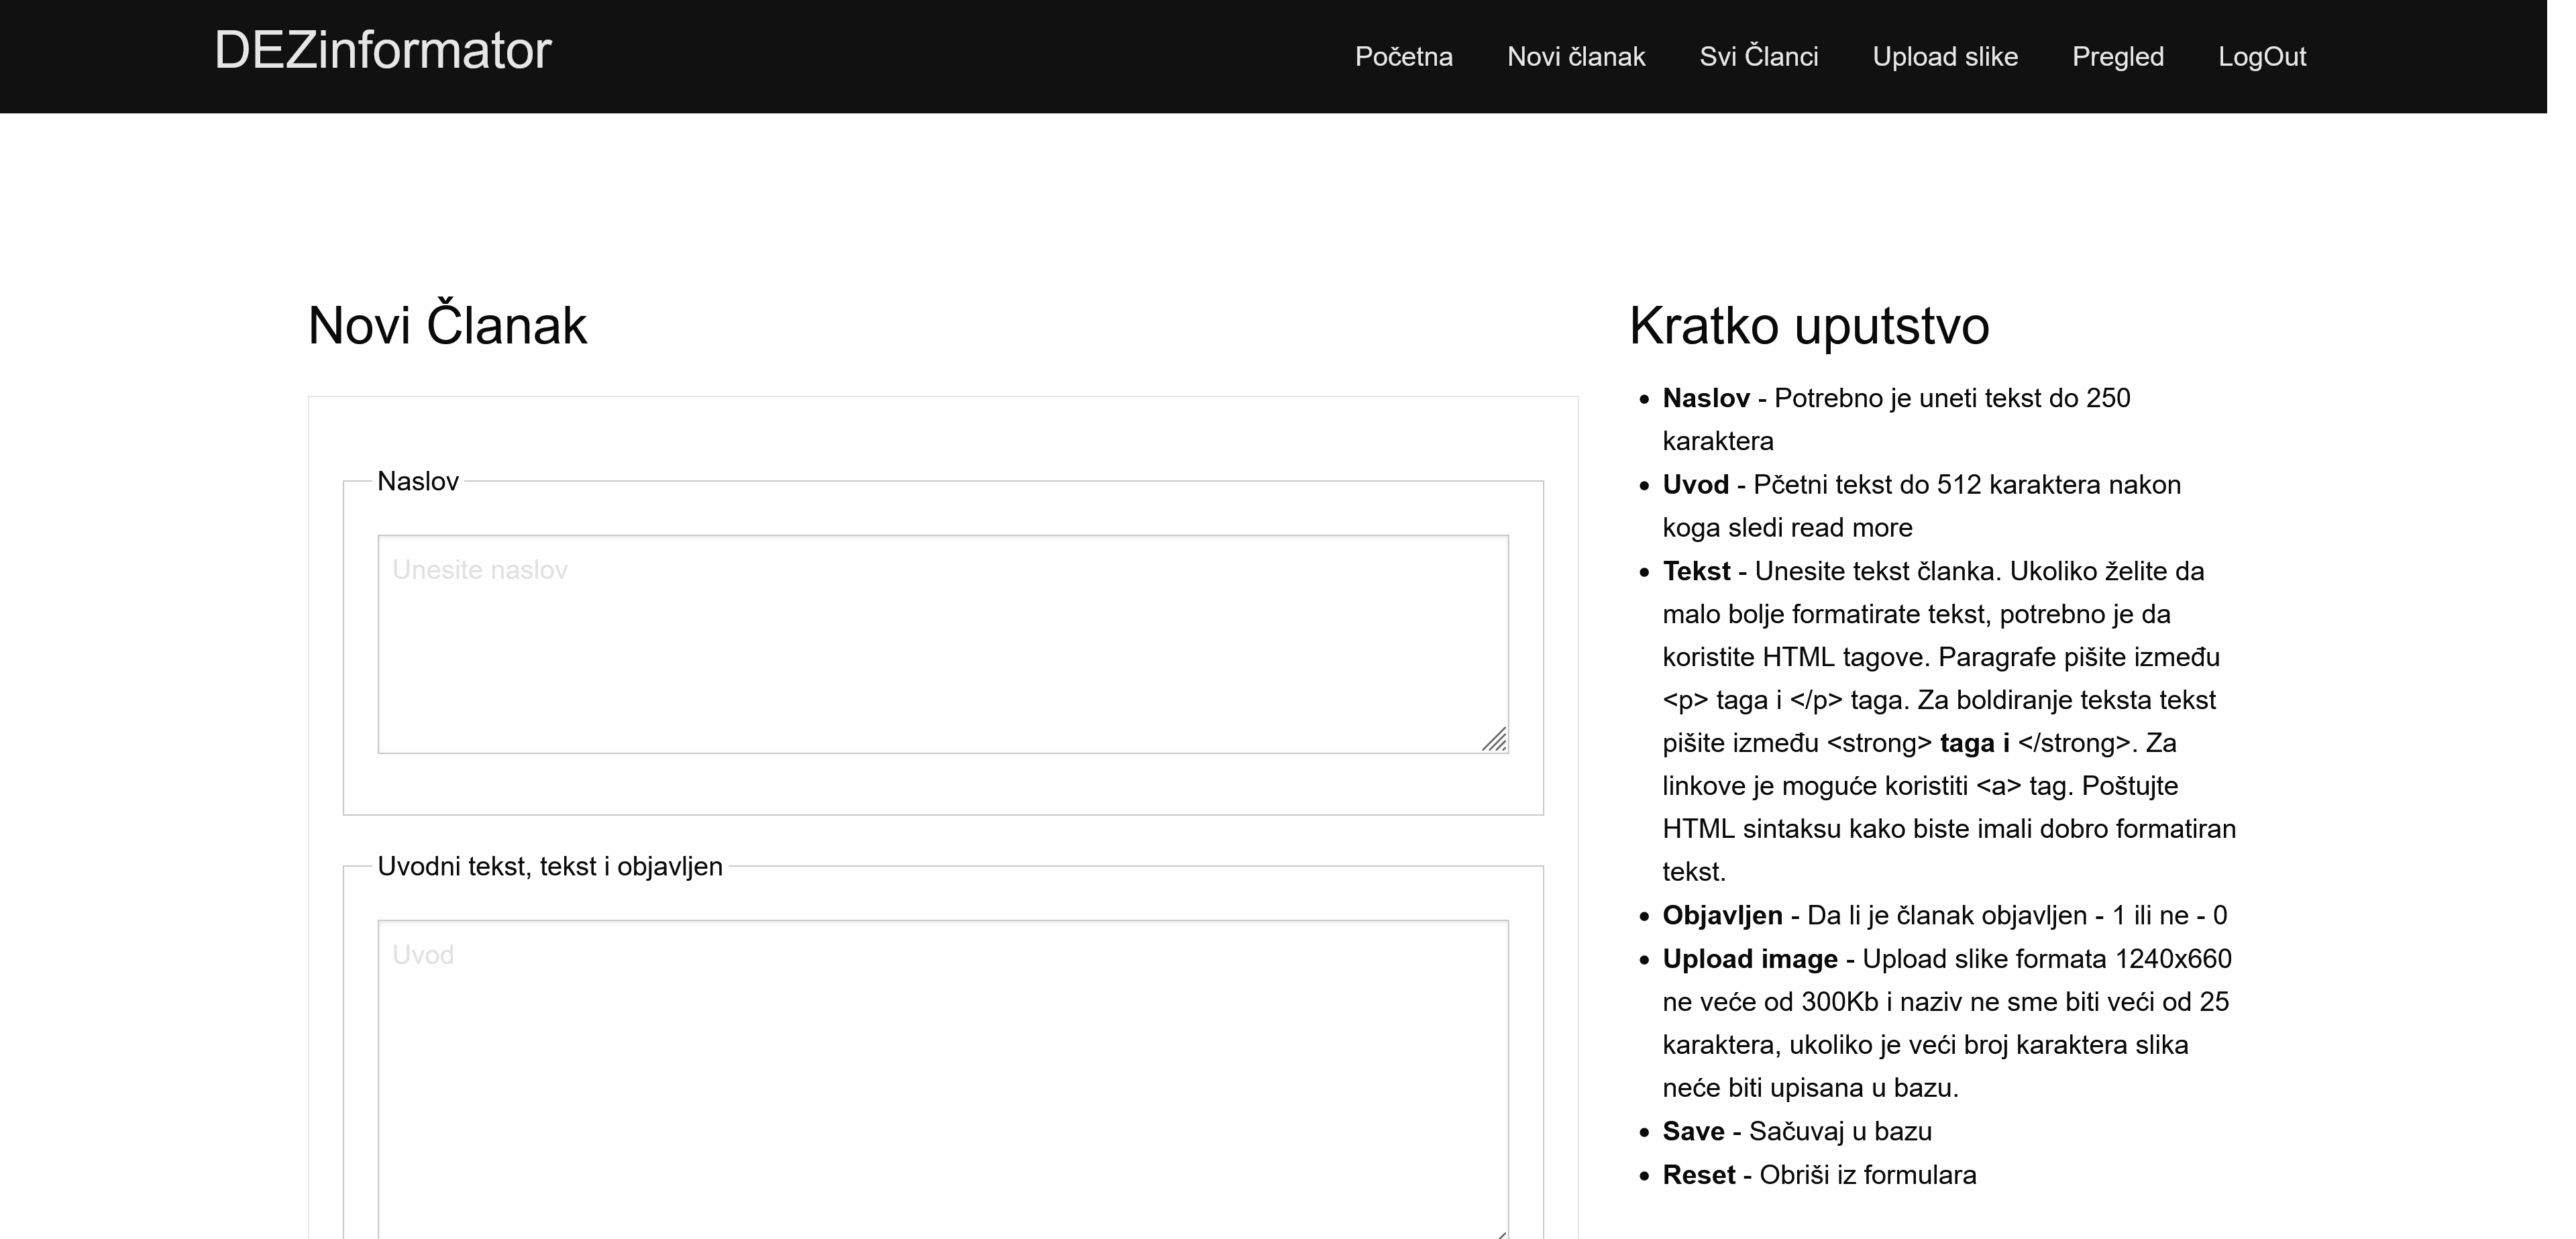 DEZinformator
Početna Novi članak Svi Članci Upload slike Pregled LogOut
Novi Članak
Naslov
Unesite naslov
Uvodni tekst, tekst i objavljen
Uvod
Kratko uputstvo
Naslov - Potrebno je uneti tekst do 250
karaktera
Uvod - Pčetni tekst do 512 karaktera nakon
koga sledi read more
Tekst - Unesite tekst članka. Ukoliko želite da
malo bolje formatirate tekst, potrebno je da
koristite HTML tagove. Paragrafe pišite između
<p> taga i </p> taga. Za boldiranje teksta tekst
pišite između <strong> taga i </strong>. Za
linkove je moguće koristiti <a> tag. Poštujte
HTML sintaksu kako biste imali dobro formatiran
tekst.
Objavljen - Da li je članak objavljen - 1 ili ne - 0
Upload image - Upload slike formata 1240x660
ne veće od 300Kb i naziv ne sme biti veći od 25
karaktera, ukoliko je veći broj karaktera slika
neće biti upisana u bazu.
Save - Sačuvaj u bazu
Reset - Obriši iz formulara